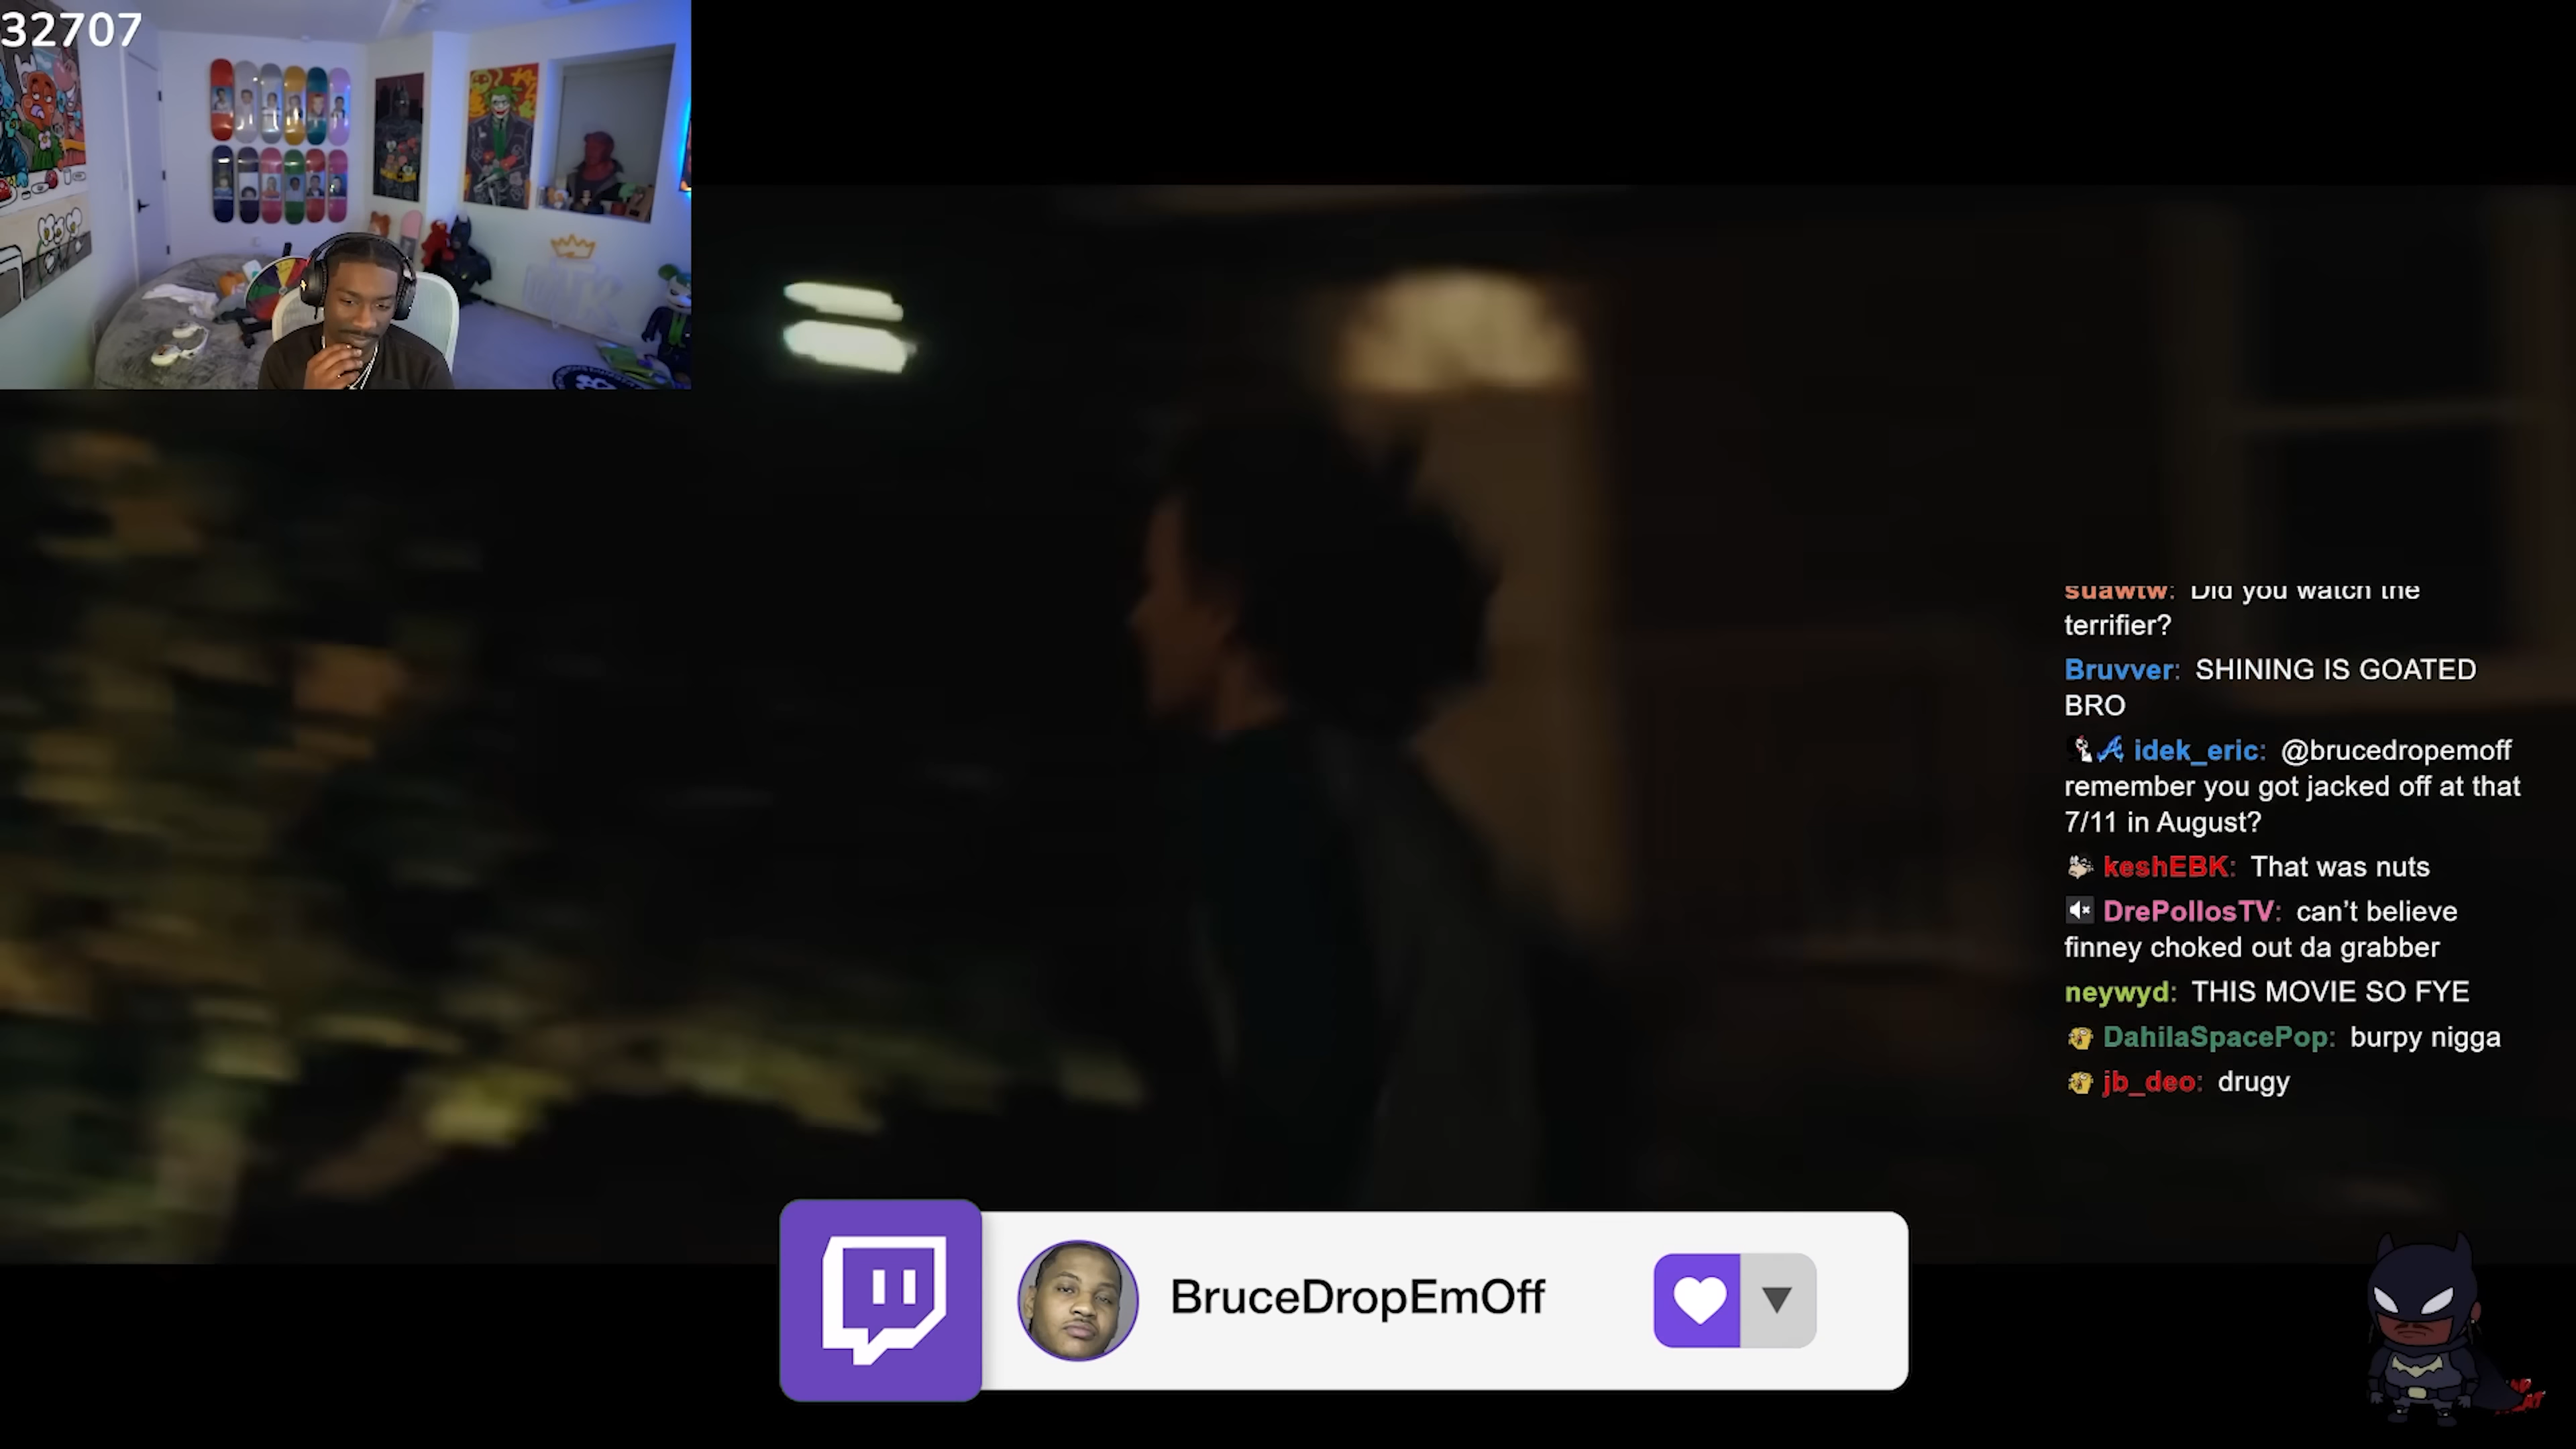 32707
suawtw: Did you watch the
terrifier?
Bruvver: SHINING IS GOATED
BRO
idek_eric: @brucedropemoff
remember you got jacked off at that
7/11 in August?
keshEBK: That was nuts
DrePollosTV: can't believe
finney choked out da grabber
neywyd: THIS MOVIE SO FYE
DahilaSpacePop: burpy nigga
jb_deo: drugy
BruceDropEmOff